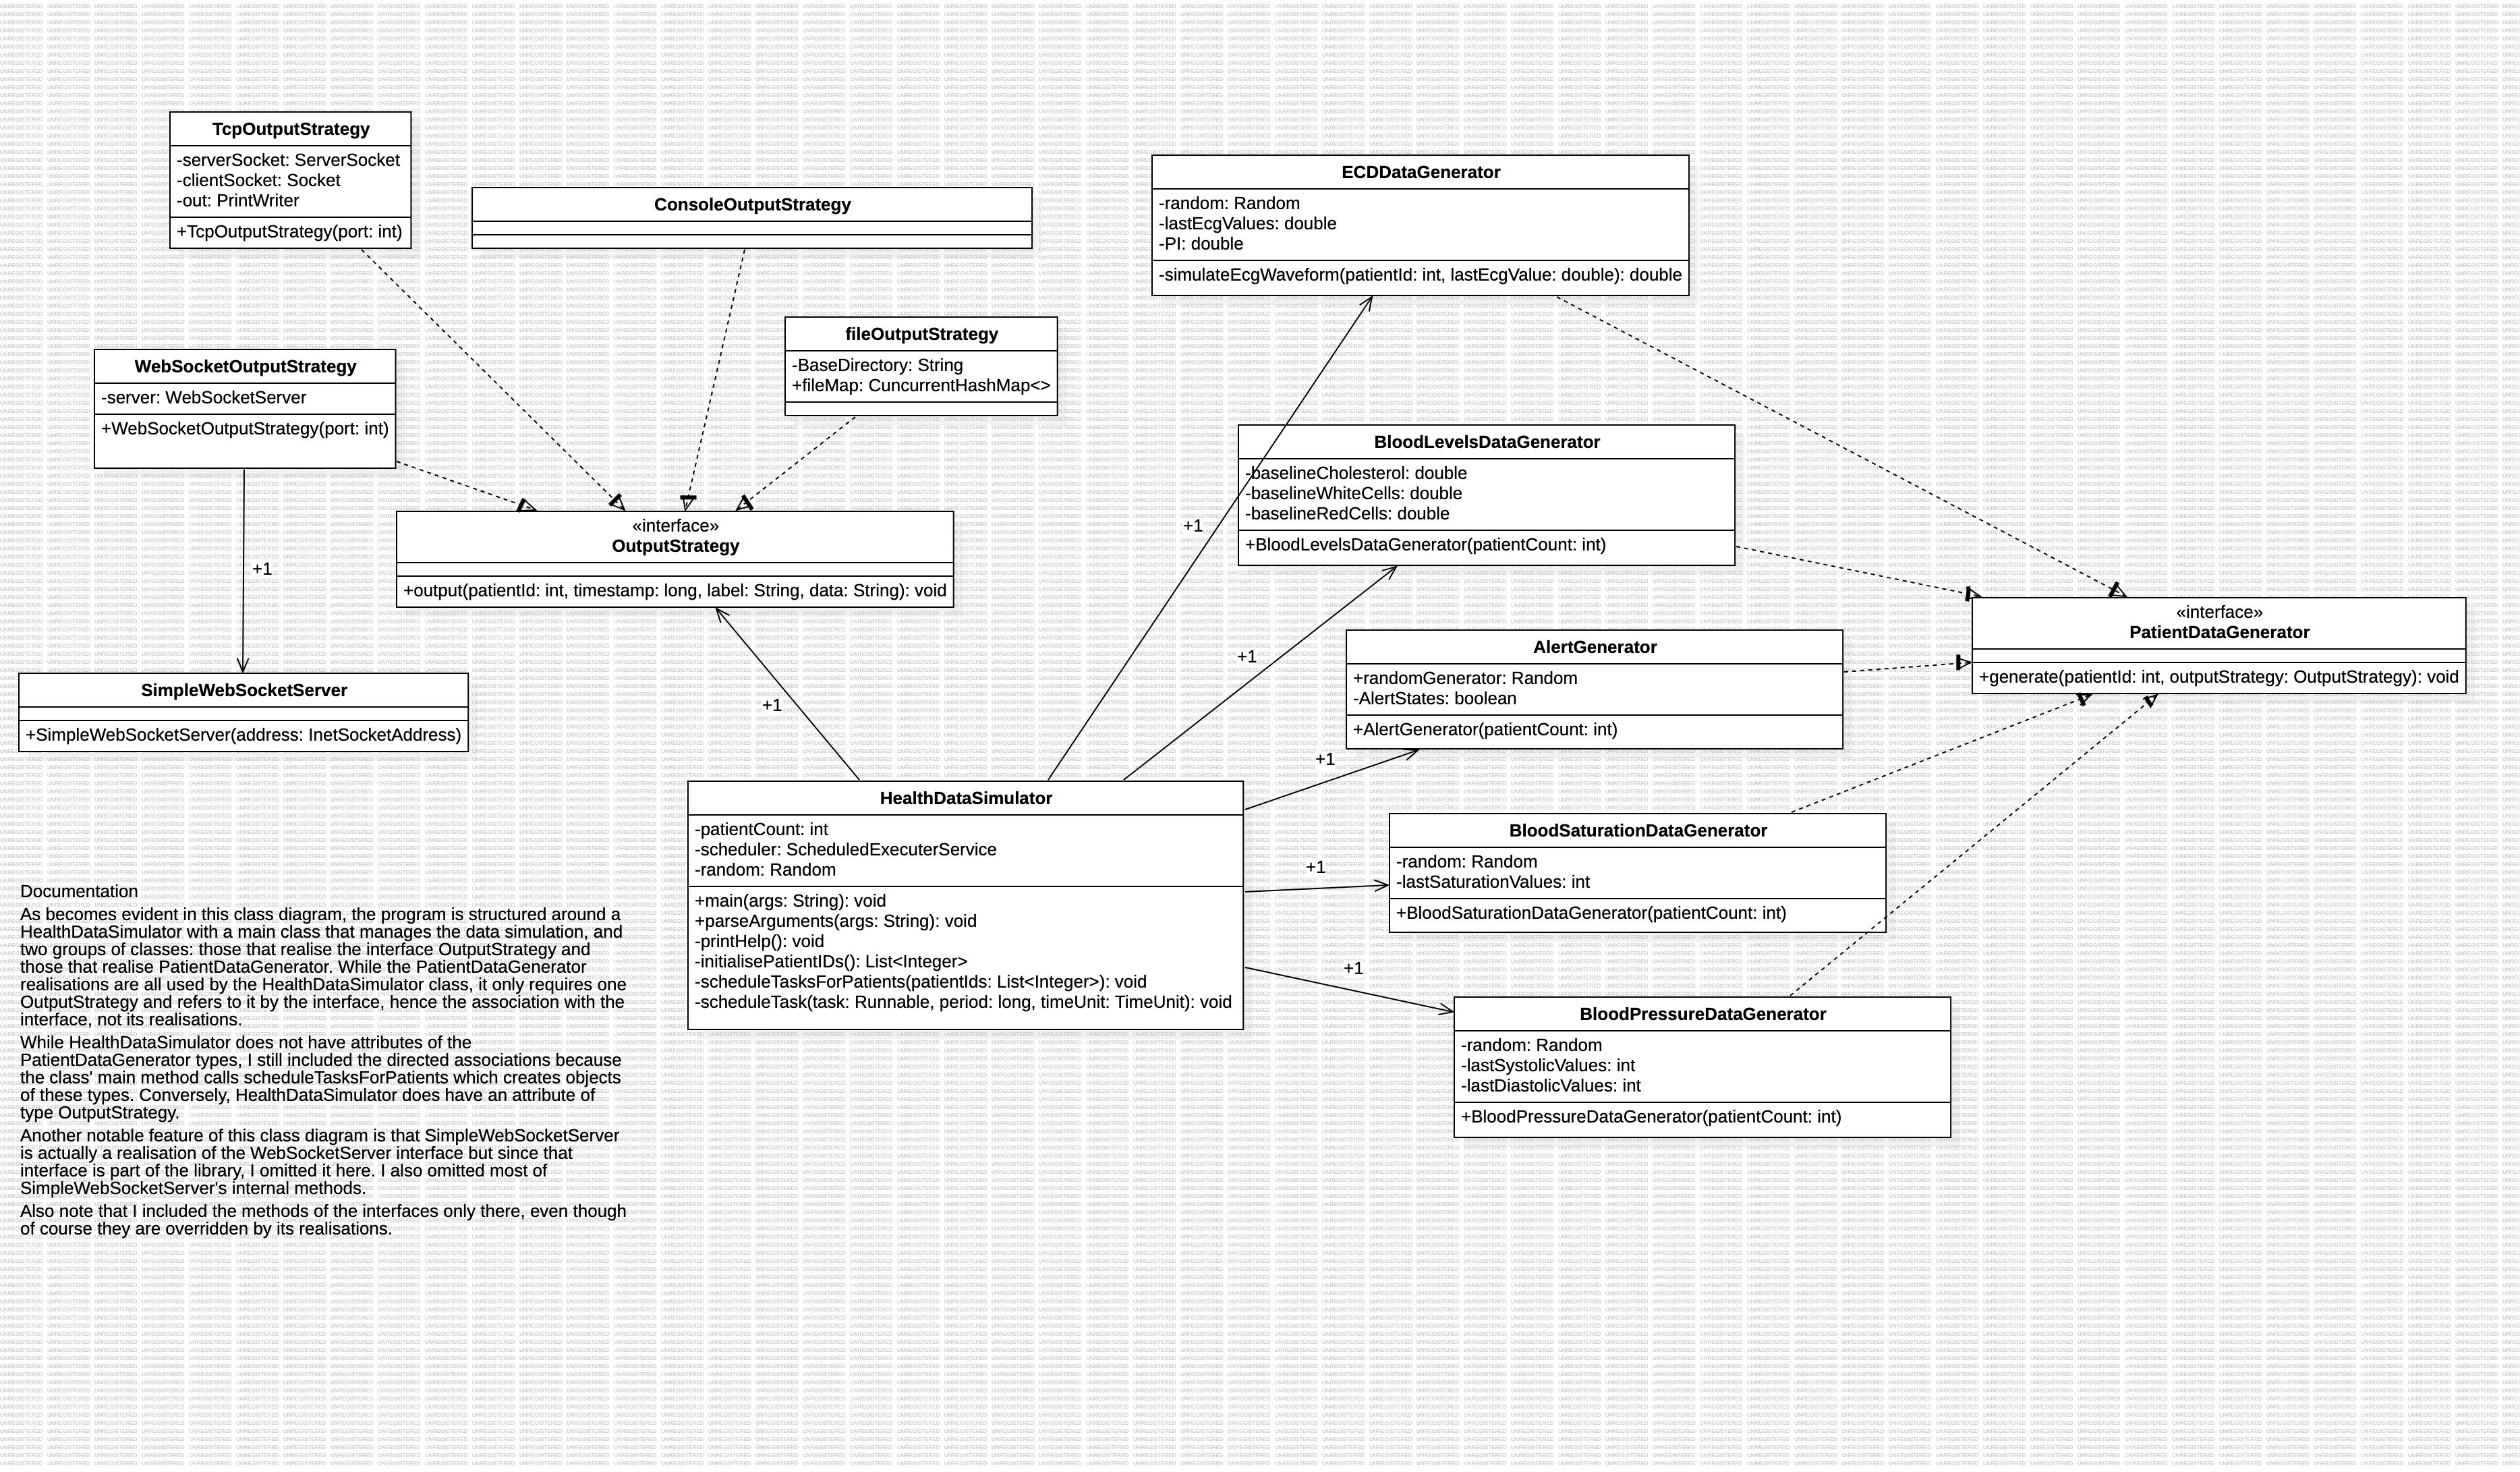 TcpOutputStrategy
-serverSocket: ServerSocket
-clientSocket: Socket
-out: PrintWriter
+TcpOutputStrategy(port: int)
ConsoleOutputStrategy
ECDDataGenerator
-random: Random
-lastEcgValues: double
-PI: double
-simulateEcgWaveform(patientId: int, lastEcgValue: double): double
fileOutputStrategy
-BaseDirectory: String
+fileMap: CuncurrentHashMap<>
WebSocketOutputStrategy
-server: WebSocketServer
+WebSocketOutputStrategy(port: int)
BloodLevelsDataGenerator
-baselineCholesterol: double
-baselineWhiteCells: double
-baselineRedCells: double
+BloodLevelsDataGenerator(patientCount: int)
«interface»
OutputStrategy
+output(patientId: int, timestamp: long, label: String, data: String): void
+1
+1
«interface»
PatientDataGenerator
+generate(patientId: int, outputStrategy: OutputStrategy): void
AlertGenerator
+randomGenerator: Random
-AlertStates: boolean
+AlertGenerator(patientCount: int)
+1
SimpleWebSocketServer
+SimpleWebSocketServer(address: InetSocketAddress)
+1
+1
HealthDataSimulator
-patientCount: int
-scheduler: ScheduledExecuterService
-random: Random
+main(args: String): void
+parseArguments(args: String): void
-printHelp(): void
-initialisePatientIDs(): List<Integer>
-scheduleTasksForPatients(patientIds: List<Integer>): void
-scheduleTask(task: Runnable, period: long, timeUnit: TimeUnit): void
+1
BloodSaturationDataGenerator
-random: Random
-lastSaturationValues: int
+BloodSaturationDataGenerator(patientCount: int)
+1
BloodPressureDataGenerator
-random: Random
-lastSystolicValues: int
-lastDiastolicValues: int
+BloodPressureDataGenerator(patientCount: int)
Documentation
As becomes evident in this class diagram, the program is structured around a
HealthDataSimulator with a main class that manages the data simulation, and
two groups of classes: those that realise the interface OutputStrategy and
those that realise PatientDataGenerator. While the PatientDataGenerator
realisations are all used by the HealthDataSimulator class, it only requires one
OutputStrategy and refers to it by the interface, hence the association with the
interface, not its realisations.
While HealthDataSimulator does not have attributes of the
PatientDataGenerator types, I still included the directed associations because
the class' main method calls scheduleTasksForPatients which creates objects
of these types. Conversely, HealthDataSimulator does have an attribute of
type OutputStrategy.
Another notable feature of this class diagram is that SimpleWebSocketServer
is actually a realisation of the WebSocketServer interface but since that
interface is part of the library, I omitted it here. I also omitted most of
SimpleWebSocketServer's internal methods.
Also note that I included the methods of the interfaces only there, even though
of course they are overridden by its realisations.